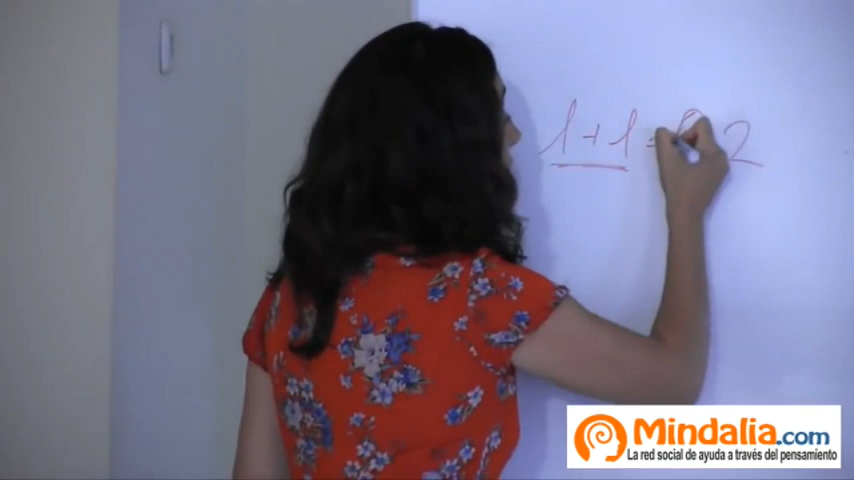 1 + 1 = 2
Mindalia.com
La red social de ayuda a través del pensamiento